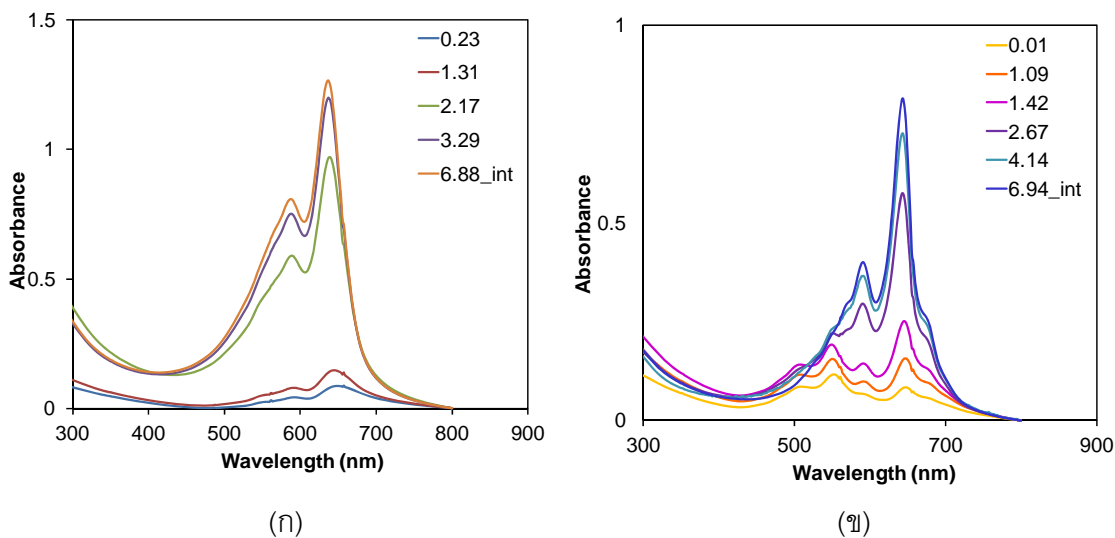 1.5
1
0.5
0
Absorbance
300 400 500 600 700 800 900
Wavelength (nm)
0.23
1.31
2.17
3.29
6.88_int
(ก)
1
0.5
0
Absorbance
300 500 700 900
Wavelength (nm)
0.01
1.09
1.42
2.67
4.14
6.94_int
(ข)